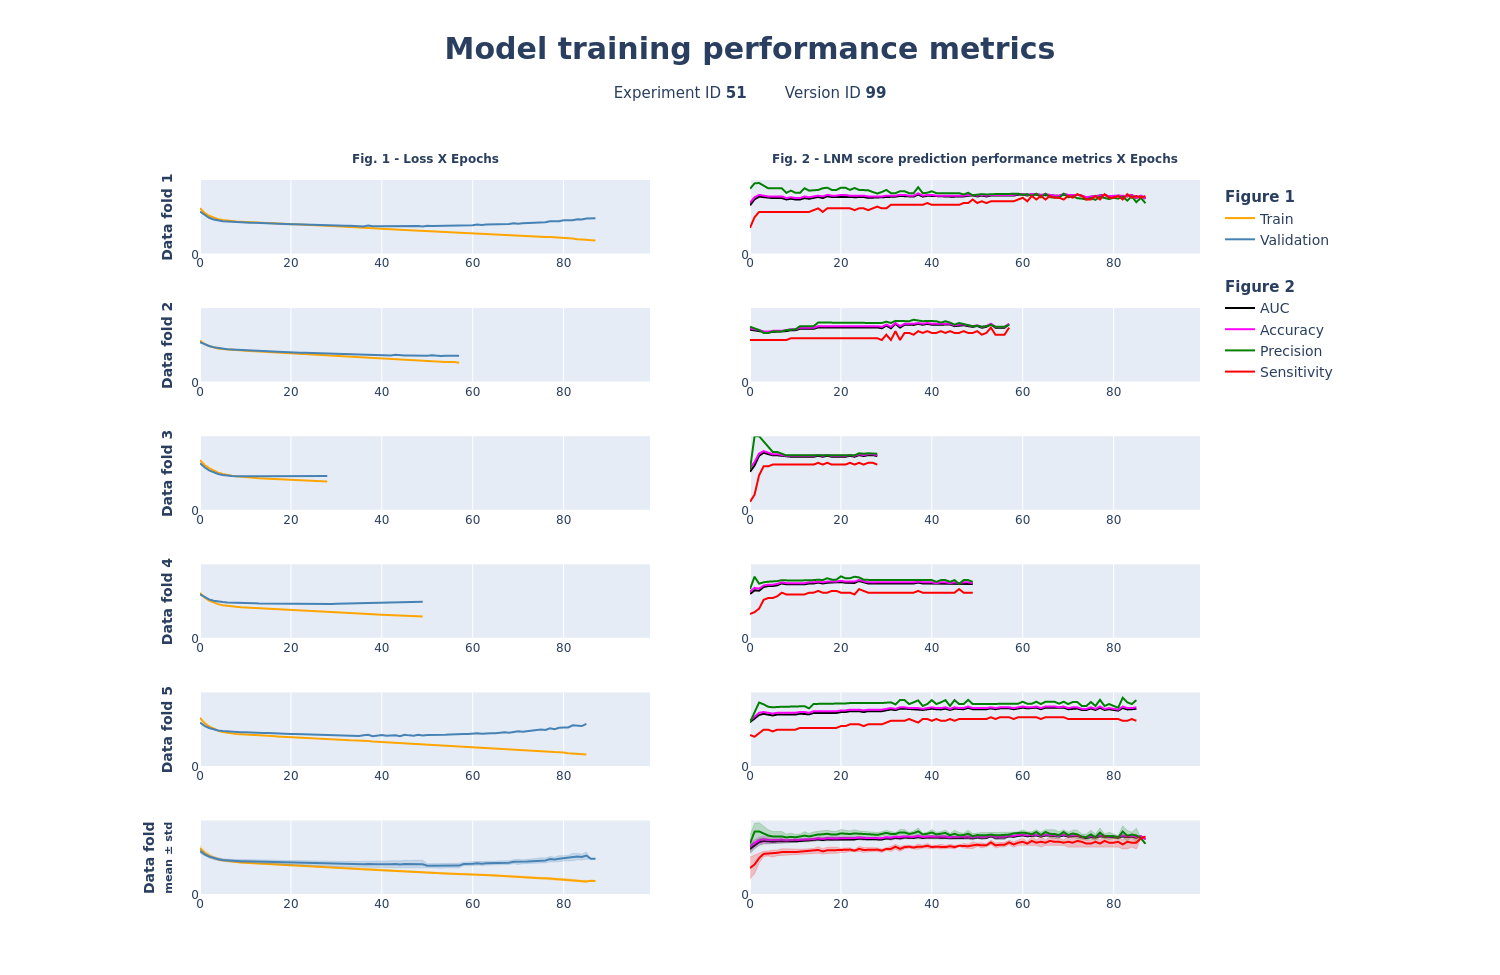 Model training performance metrics
Experiment ID 51 Version ID 99
Fig. 1 - Loss X Epochs
Fig. 2 - LNM score prediction performance metrics X Epochs
Data fold 1
0
0 20 40 60 80
0
0 20 40 60 80
Figure 1
Train
Validation
Figure 2
AUC
Accuracy
Precision
Sensitivity
Data fold 2
0
0 20 40 60 80
0
0 20 40 60 80
Data fold 3
0
0 20 40 60 80
0
0 20 40 60 80
Data fold 4
0
0 20 40 60 80
0
0 20 40 60 80
Data fold 5
0
0 20 40 60 80
0
0 20 40 60 80
Data fold
mean ± std
0
0 20 40 60 80
0
0 20 40 60 80